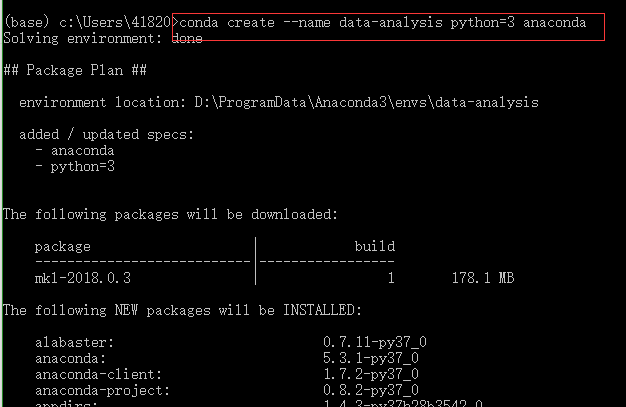 (base) c:\Users\41820>conda create --name data-analysis python=3 anaconda
Solving environment: done
## Package Plan ##
environment location: D:\ProgramData\Anaconda3\envs\data-analysis
added / updated specs:
- anaconda
- python=3
The following packages will be downloaded:
package | build
---------------------------|-----------------
mkl-2018.0.3 | 1 178.1 MB
The following NEW packages will be INSTALLED:
alabaster: 0.7.11-py37_0
anaconda: 5.3.1-py37_0
anaconda-client: 1.7.2-py37_0
anaconda-project: 0.8.2-py37_0
appdirs: 1.4.3-py37h28b3542_0